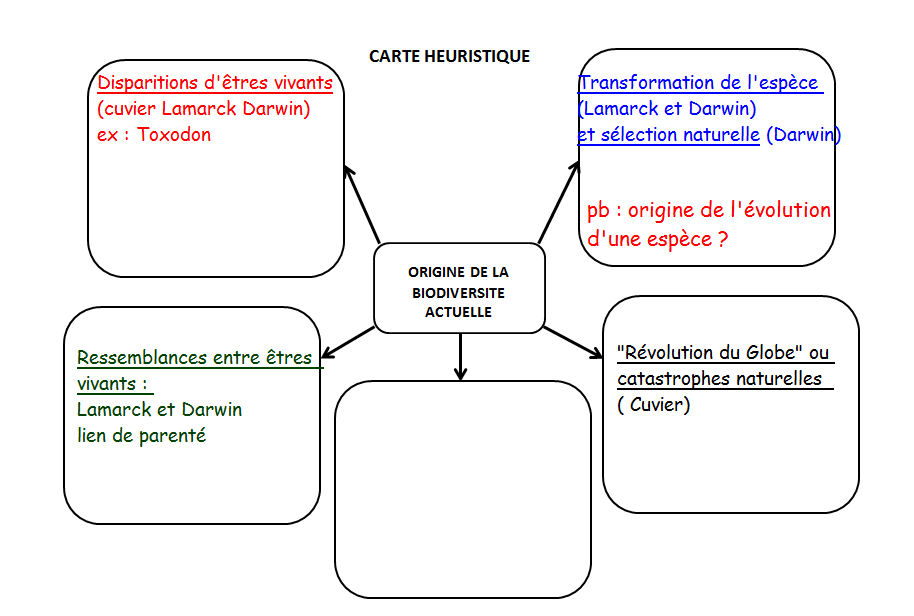 CARTE HEURISTIQUE
Disparitions d'êtres vivants
(cuvier Lamarck Darwin)
ex : Toxodon
Transformation de l'espèce
(Lamarck et Darwin)
et sélection naturelle (Darwin)
pb : origine de l'évolution
d'une espèce ?
ORIGINE DE LA
BIODIVERSITE
ACTUELLE
Ressemblances entre êtres
vivants :
Lamarck et Darwin
lien de parenté
"Révolution du Globe" ou
catastrophes naturelles
( Cuvier)